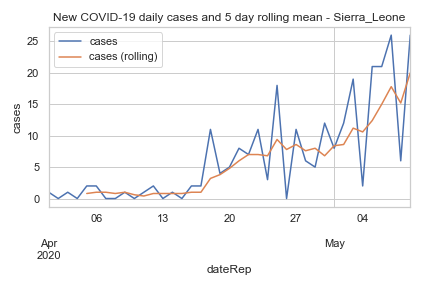 New COVID-19 daily cases and 5 day rolling mean - Sierra_Leone
cases
cases (rolling)
25
20
15
10
5
0
cases
06
13
20
27
04
Apr
2020
May
dateRep